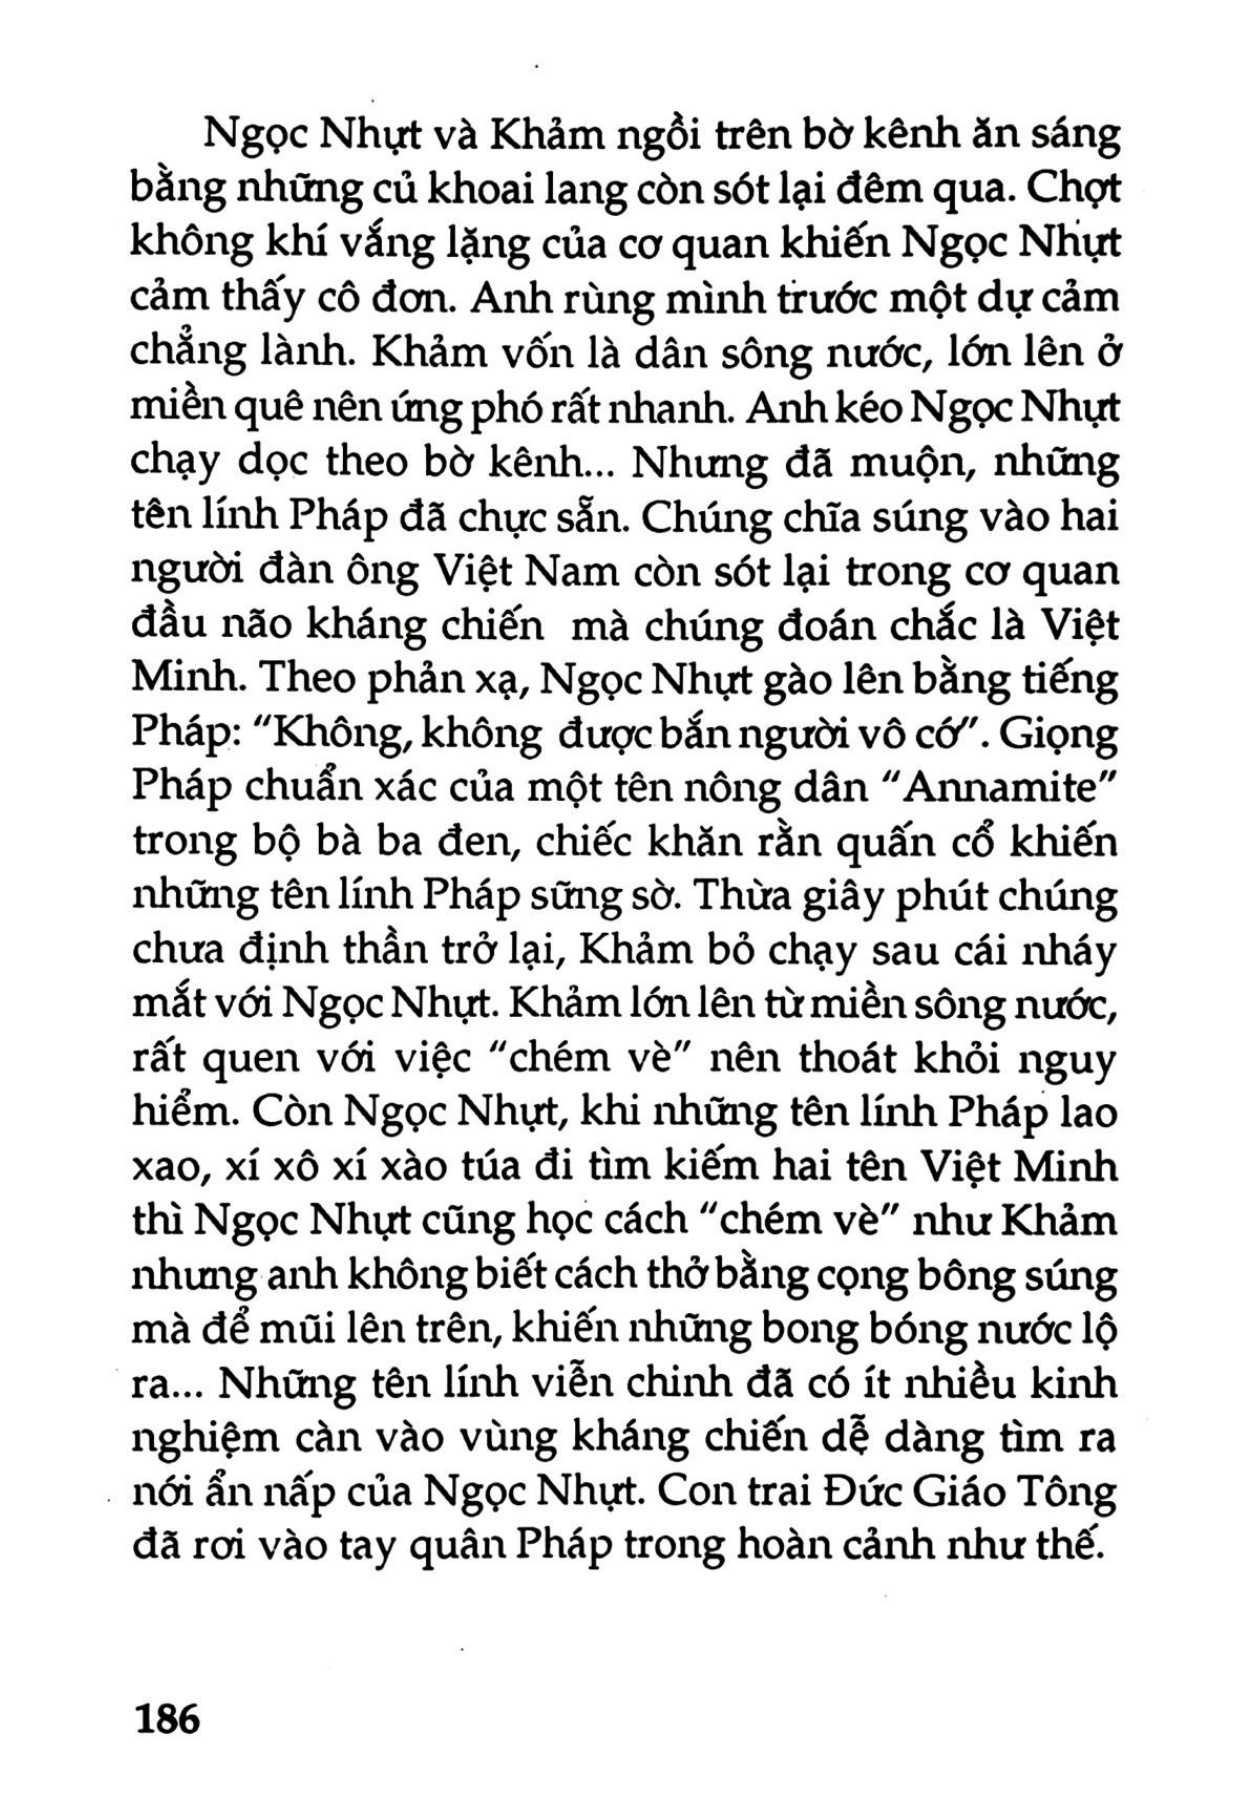 Ngọc Nhựt và Khảm ngồi trên bờ kênh ăn sáng
bằng những củ khoai lang còn sót lại đêm qua. Chợt
không khí vắng lặng của cơ quan khiến Ngọc Nhựt
cảm thấy cô đơn. Anh rùng mình trước một dự cảm
chẳng lành. Khảm vốn là dân sông nước, lớn lên ở
miền quê nên ứng phó rất nhanh. Anh kéo Ngọc Nhựt
chạy dọc theo bờ kênh... Nhưng đã muộn, những
tên lính Pháp đã chực sẵn. Chúng chĩa súng vào hai
người đàn ông Việt Nam còn sót lại trong cơ quan
đầu não kháng chiến mà chúng đoán chắc là Việt
Minh. Theo phản xạ, Ngọc Nhựt gào lên bằng tiếng
Pháp: "Không, không được bắn người vô cớ". Giọng
Pháp chuẩn xác của một tên nông dân "Annamite"
trong bộ bà ba đen, chiếc khăn rằn quấn cổ khiến
những tên lính Pháp sững sờ. Thừa giây phút chúng
chưa định thần trở lại, Khảm bỏ chạy sau cái nháy
mắt với Ngọc Nhựt. Khảm lớn lên từ miền sông nước,
rất quen với việc "chém vè" nên thoát khỏi nguy
hiểm. Còn Ngọc Nhựt, khi những tên lính Pháp lao
xao, xí xô xí xào túa đi tìm kiếm hai tên Việt Minh
thì Ngọc Nhựt cũng học cách "chém vè" như Khảm
nhưng anh không biết cách thở bằng cọng bông súng
mà để mũi lên trên, khiến những bong bóng nước lộ
ra... Những tên lính viễn chinh đã có ít nhiều kinh
nghiệm càn vào vùng kháng chiến dễ dàng tìm ra
nới ẩn nấp của Ngọc Nhựt. Con trai Đức Giáo Tông
đã rơi vào tay quân Pháp trong hoàn cảnh như thế.
186